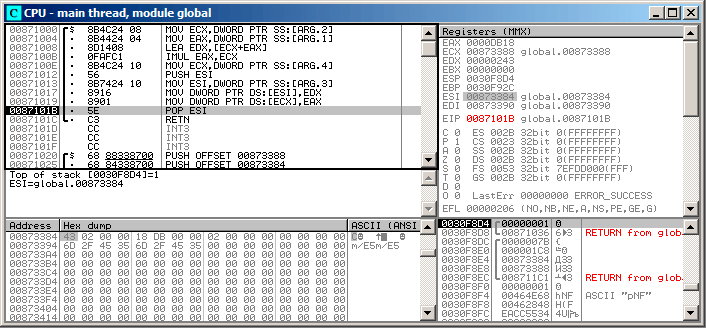 CPU - main thread, module global
00871000 8B4C24 08 MOV ECX,DWORD PTR SS:[ARG.2]
00871004 8B4424 04 MOV EAX,DWORD PTR SS:[ARG.1]
00871008 8D1408 LEA EDX,[ECX+EAX]
0087100B 0FAFC1 IMUL EAX,ECX
0087100E 8B4C24 10 MOV ECX,DWORD PTR SS:[ARG.4]
00871012 56 PUSH ESI
00871013 8B7424 10 MOV ESI,DWORD PTR SS:[ARG.3]
00871017 8916 MOV DWORD PTR DS:[ESI],EDX
00871019 8901 MOV DWORD PTR DS:[ECX],EAX
0087101B 5E POP ESI
0087101C C3 RETN
0087101D CC INT3
0087101E CC INT3
0087101F CC INT3
00871020 68 88338700 PUSH OFFSET 00873388
00871025 68 84338700 PUSH OFFSET 00873384
Top of stack [0030F8D4]=1
ESI=global.00873384
Registers (MMX)
EAX 0000DB18
ECX 00873388 global.00873388
EDX 00000243
EBX 00000000
ESP 0030F8D4
EBP 0030F92C
ESI 00873384 global.00873384
EDI 00873390 global.00873390
EIP 0087101B global.0087101B
C 0 ES 002B 32bit 0(FFFFFFFF)
P 1 CS 0023 32bit 0(FFFFFFFF)
A 0 SS 002B 32bit 0(FFFFFFFF)
Z 0 DS 002B 32bit 0(FFFFFFFF)
S 0 FS 0053 32bit 7EFDD000(FFF)
T 0 GS 002B 32bit 0(FFFFFFFF)
D 0
O 0 LastErr 00000000 ERROR_SUCCESS
EFL 00000206 (NO,NB,NE,A,NS,PE,GE,G)
Address Hex dump ASCII (ANSI
00873384 43 02 00 00 18 DB 00 00 02 00 00 00 00 00 00 00
00873394 6D 2F 45 35 6D 2F 45 35 00 00 00 00 00 00 00 00 m/E5m/E5
008733A4 00 00 00 00 00 00 00 00 00 00 00 00 00 00 00 00
008733B4 00 00 00 00 00 00 00 00 00 00 00 00 00 00 00 00
008733C4 00 00 00 00 00 00 00 00 00 00 00 00 00 00 00 00
008733D4 00 00 00 00 00 00 00 00 00 00 00 00 00 00 00 00
008733E4 00 00 00 00 00 00 00 00 00 00 00 00 00 00 00 00
008733F4 00 00 00 00 00 00 00 00 00 00 00 00 00 00 00 00
00873404 00 00 00 00 00 00 00 00 00 00 00 00 00 00 00 00
00873414 00 00 00 00 00 00 00 00 00 00 00 00 00 00 00 00
0030F8D4 00000001
0030F8D8 00871036 RETURN from glob
0030F8DC 0000007B {
0030F8E0 000001C8
0030F8E4 00873384
0030F8E8 00873388
0030F8EC 008711C1 RETURN from glob
0030F8F0 00000001
0030F8F4 00464E68 hNF ASCII "pNF"
0030F8F8 00462848 H(F
0030F8FC EACC5534